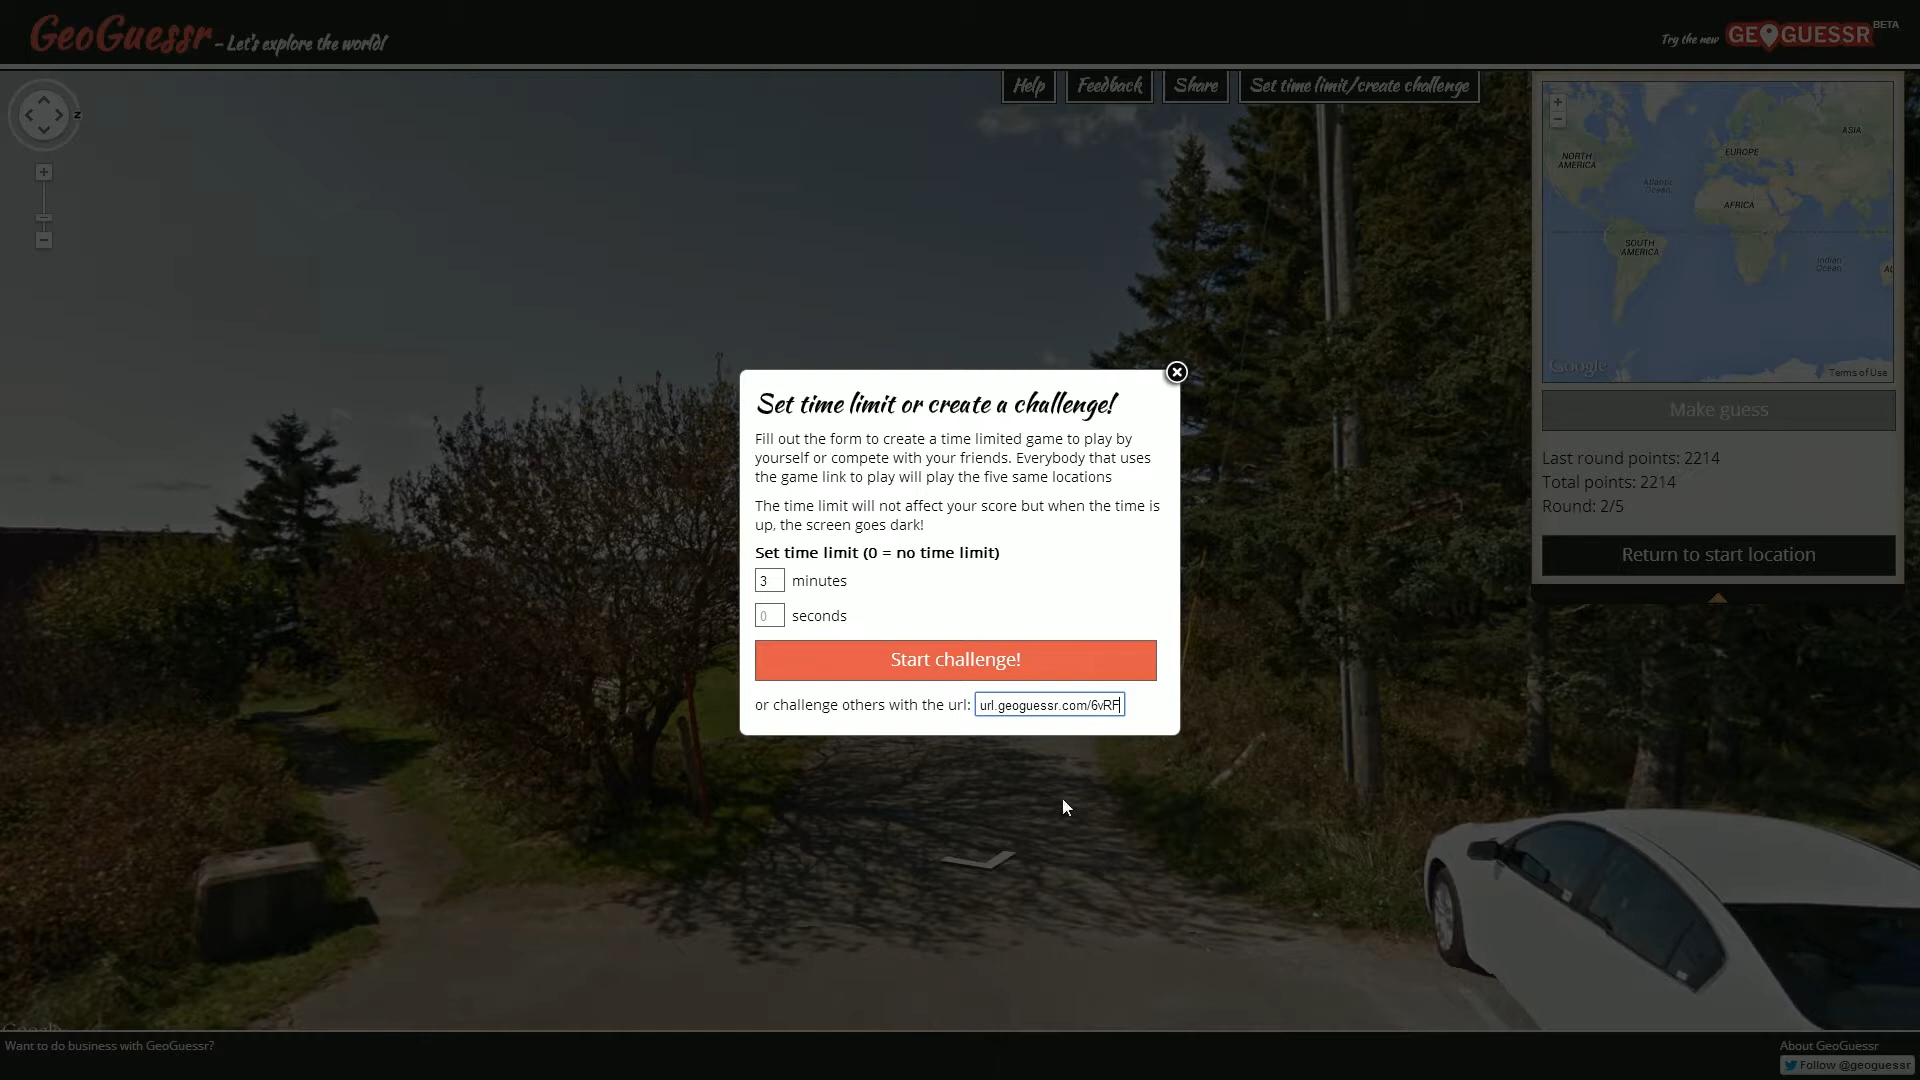 GeoGuessr - Let's explore the world!
Try the new GEOGUESSR BETA
Help
Feedback
Share
Set time limit/create challenge
N
ASIA
NORTH
AMERICA
EUROPE
Atlantic
Ocean
AFRICA
SOUTH
AMERICA
Indian
Ocean
AU
Google
Terms of Use
Make guess
Last round points: 2214
Total points: 2214
Round: 2/5
Return to start location
Set time limit or create a challenge!
Fill out the form to create a time limited game to play by
yourself or compete with your friends. Everybody that uses
the game link to play will play the five same locations
The time limit will not affect your score but when the time is
up, the screen goes dark!
Set time limit (0 = no time limit)
3 minutes
0 seconds
Start challenge!
or challenge others with the url: url.geoguessr.com/6vRF
Google
Want to do business with GeoGuessr?
About GeoGuessr
Follow @geoguessr